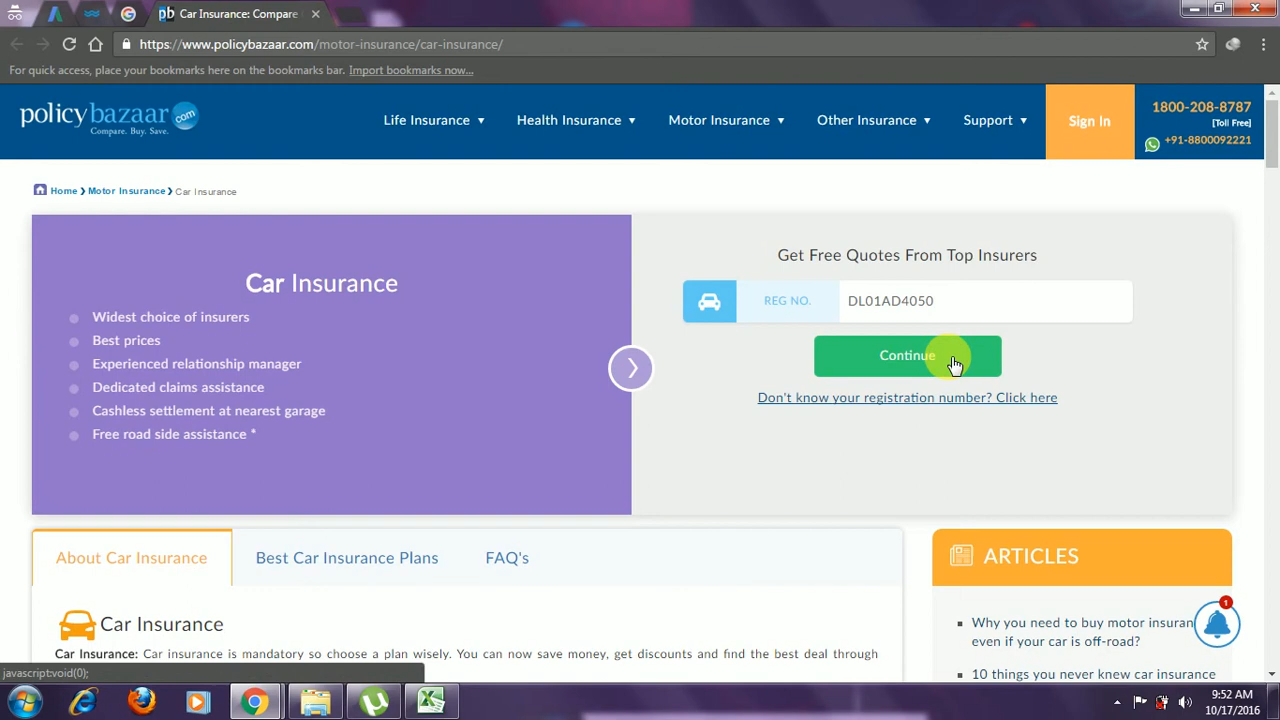 Car Insurance: Compare
https://www.policybazaar.com/motor-insurance/car-insurance/
For quick access, place your bookmarks here on the bookmarks bar. Import bookmarks now...
policybazaar .com
Compare. Buy. Save.
Life Insurance
Health Insurance
Motor Insurance
Other Insurance
Support
Sign In
1800-208-8787
[Toll Free]
+91-8800092221
Home ❯ Motor Insurance ❯ Car Insurance
Car Insurance
Widest choice of insurers
Best prices
Experienced relationship manager
Dedicated claims assistance
Cashless settlement at nearest garage
Free road side assistance *
Get Free Quotes From Top Insurers
REG NO. DL01AD4050
Continue
Don't know your registration number? Click here
About Car Insurance
Best Car Insurance Plans
FAQ's
Car Insurance
Car Insurance: Car insurance is mandatory so choose a plan wisely. You can now save money, get discounts and find the best deal through
ARTICLES
Why you need to buy motor insuran
even if your car is off-road?
10 things you never knew car insurance
1
javascript:void(0);
9:52 AM
10/17/2016